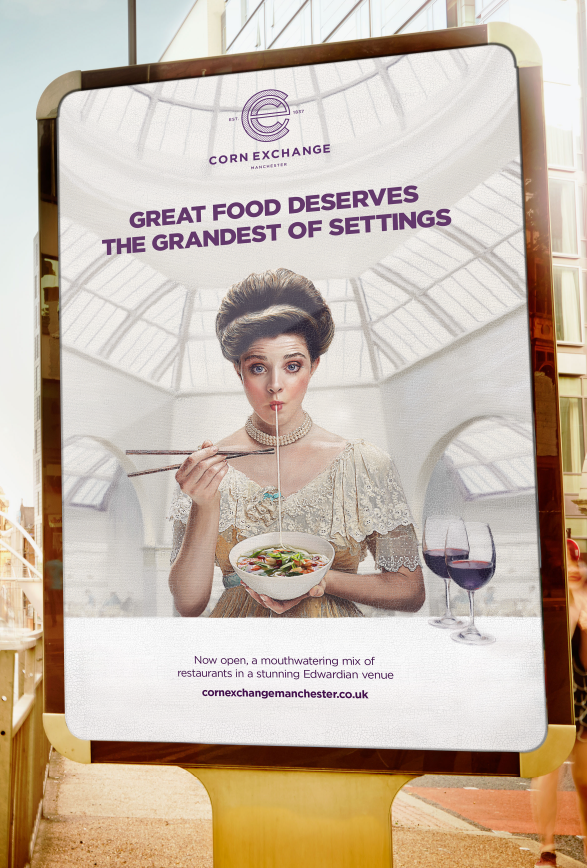 EST 1837
CORN EXCHANGE
MANCHESTER
GREAT FOOD DESERVES
THE GRANDEST OF SETTINGS
Now open, a mouthwatering mix of
restaurants in a stunning Edwardian venue
cornexchangemanchester.co.uk